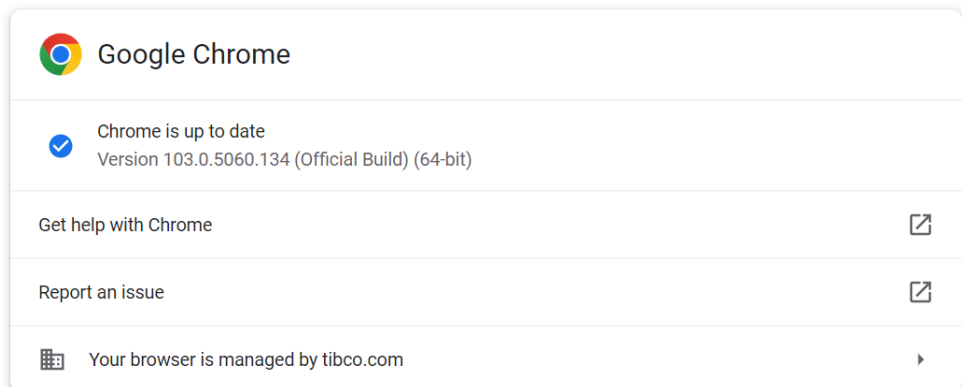 Google Chrome
Chrome is up to date
Version 103.0.5060.134 (Official Build) (64-bit)
Get help with Chrome
Report an issue
Your browser is managed by tibco.com